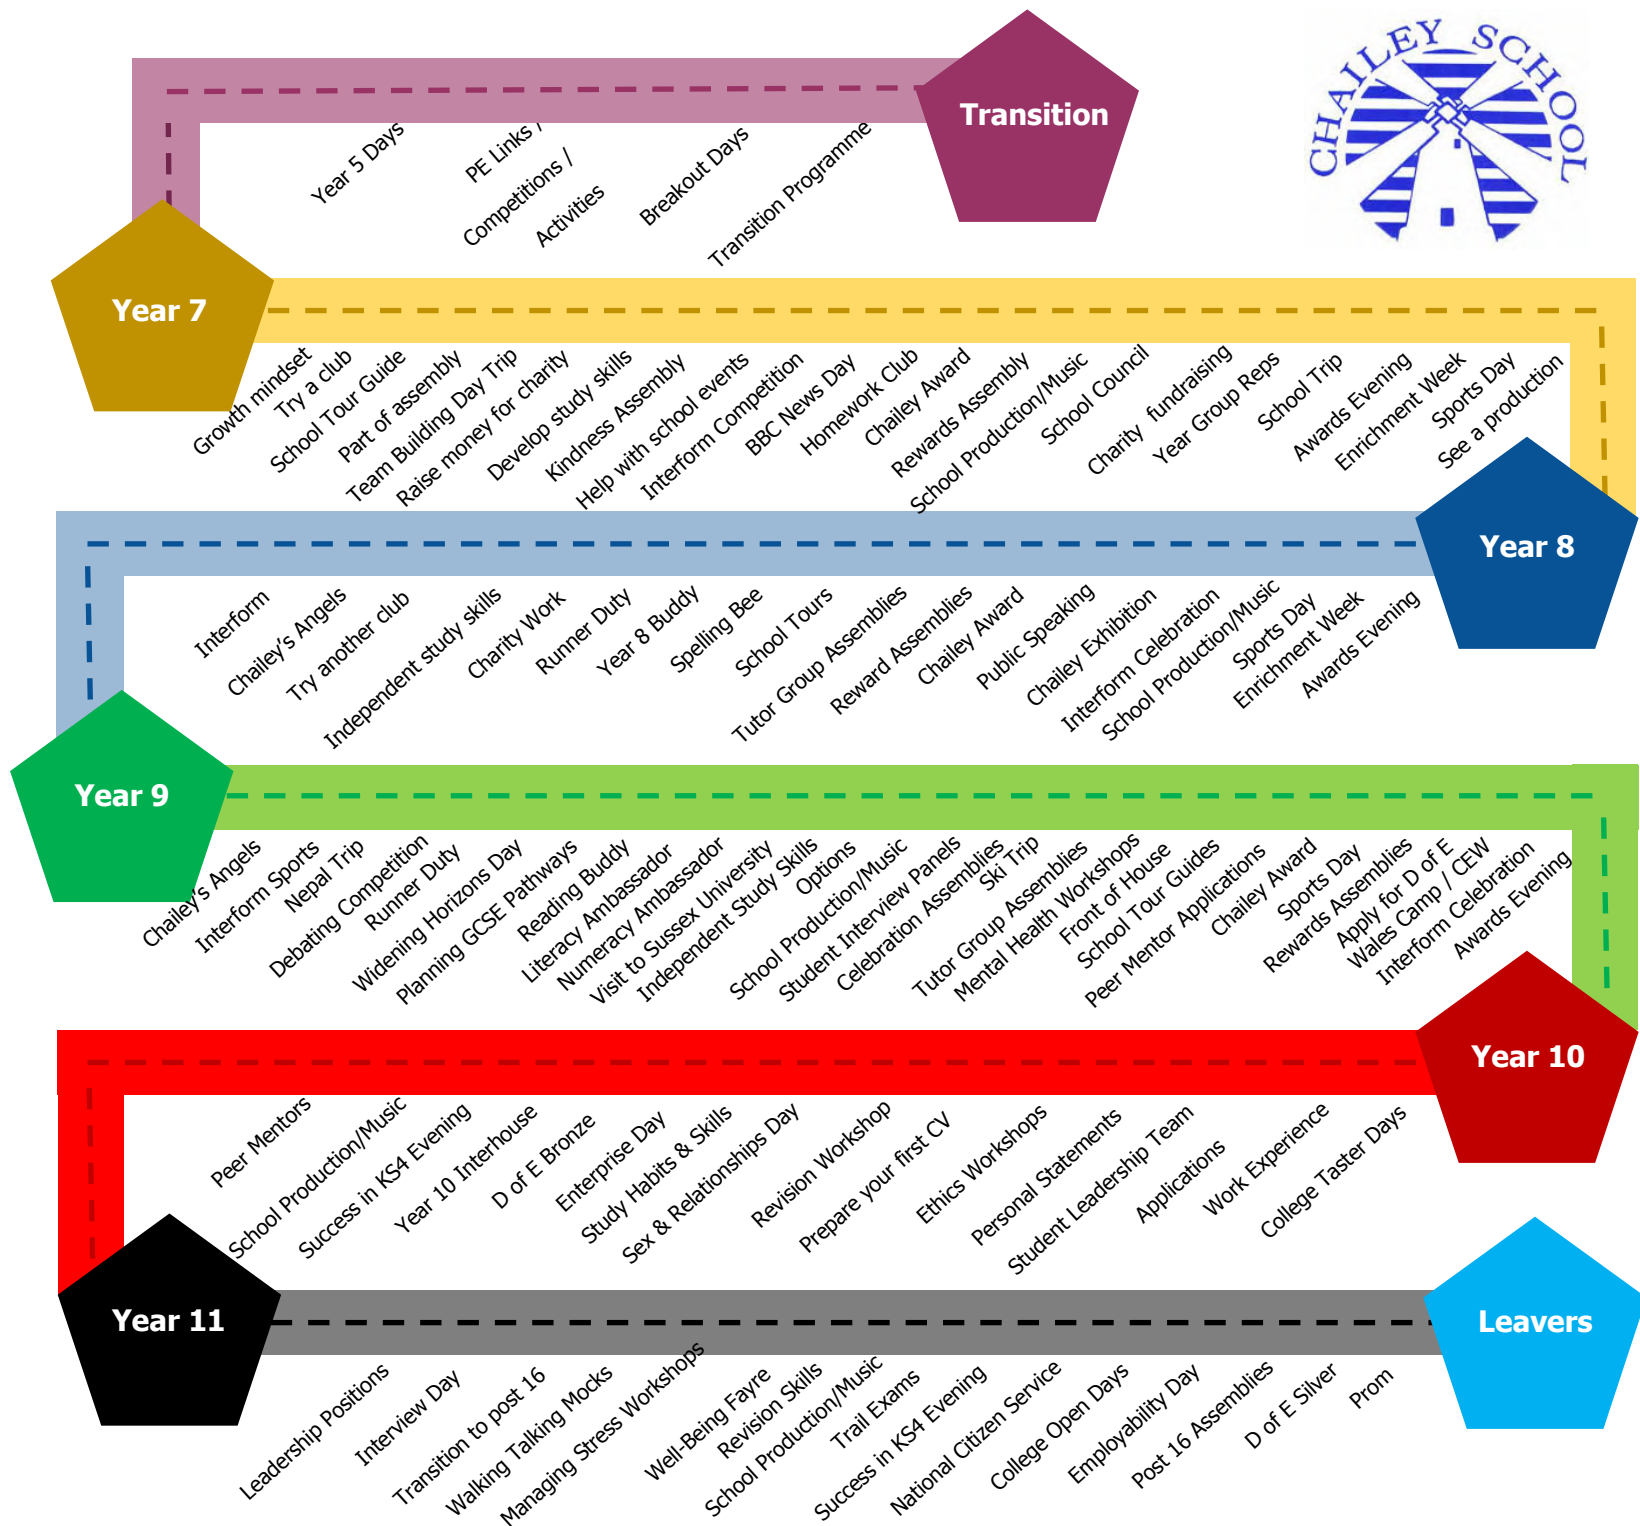 CHAILEY SCHOOL
Transition
Year 5 Days
PE Links /
Competitions /
Activities
Breakout Days
Transition Programme
Year 7
Growth mindset
Try a club
School Tour Guide
Part of assembly
Team Building Day Trip
Raise money for charity
Develop study skills
Kindness Assembly
Help with school events
Interform Competition
BBC News Day
Homework Club
Chailey Award
Rewards Assembly
School Production/Music
School Council
Charity fundraising
Year Group Reps
School Trip
Awards Evening
Enrichment Week
Sports Day
See a production
Year 8
Interform
Chailey's Angels
Try another club
Independent study skills
Charity Work
Runner Duty
Year 8 Buddy
Spelling Bee
School Tours
Tutor Group Assemblies
Reward Assemblies
Chailey Award
Public Speaking
Chailey Exhibition
Interform Celebration
School Production/Music
Sports Day
Enrichment Week
Awards Evening
Year 9
Chailey's Angels
Interform Sports
Nepal Trip
Debating Competition
Runner Duty
Widening Horizons Day
Planning GCSE Pathways
Reading Buddy
Literacy Ambassador
Numeracy Ambassador
Visit to Sussex University
Independent Study Skills
Options
School Production/Music
Student Interview Panels
Celebration Assemblies
Ski Trip
Tutor Group Assemblies
Mental Health Workshops
Front of House
School Tour Guides
Peer Mentor Applications
Chailey Award
Sports Day
Rewards Assemblies
Apply for D of E
Wales Camp / CEW
Interform Celebration
Awards Evening
Year 10
Peer Mentors
School Production/Music
Success in KS4 Evening
Year 10 Interhouse
D of E Bronze
Enterprise Day
Study Habits & Skills
Sex & Relationships Day
Revision Workshop
Prepare your first CV
Ethics Workshops
Personal Statements
Student Leadership Team
Applications
Work Experience
College Taster Days
Year 11
Leadership Positions
Interview Day
Transition to post 16
Walking Talking Mocks
Managing Stress Workshops
Well-Being Fayre
Revision Skills
School Production/Music
Trail Exams
Success in KS4 Evening
National Citizen Service
College Open Days
Employability Day
Post 16 Assemblies
D of E Silver
Prom
Leavers